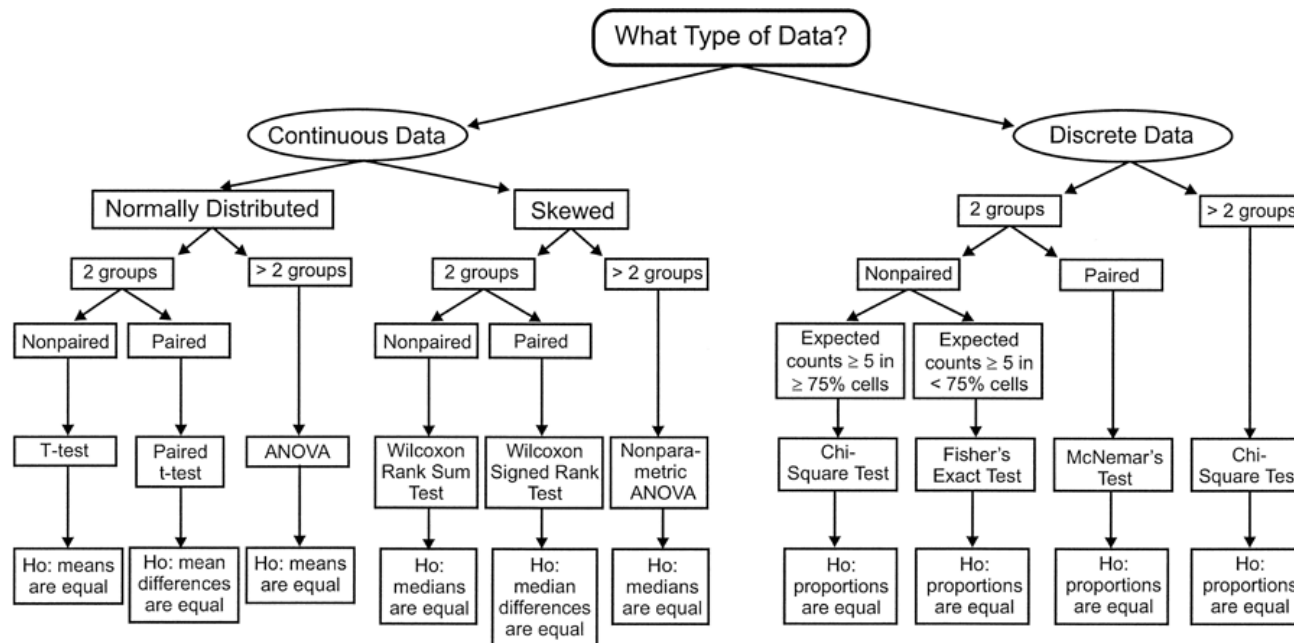 What Type of Data?
Continuous Data
Discrete Data
Normally Distributed
Skewed
2 groups
> 2 groups
2 groups
> 2 groups
2 groups
> 2 groups
Nonpaired
Paired
Nonpaired
Paired
Nonpaired
Paired
Expected
counts ≥ 5 in
≥ 75% cells
Expected
counts ≥ 5 in
< 75% cells
T-test
Paired
t-test
ANOVA
Wilcoxon
Rank Sum
Test
Wilcoxon
Signed Rank
Test
Nonpara-
metric
ANOVA
Chi-
Square Test
Fisher's
Exact Test
McNemar's
Test
Chi-
Square Test
Ho: means
are equal
Ho: mean
differences
are equal
Ho: means
are equal
Ho:
medians
are equal
Ho:
median
differences
are equal
Ho:
medians
are equal
Ho:
proportions
are equal
Ho:
proportions
are equal
Ho:
proportions
are equal
Ho:
proportions
are equal